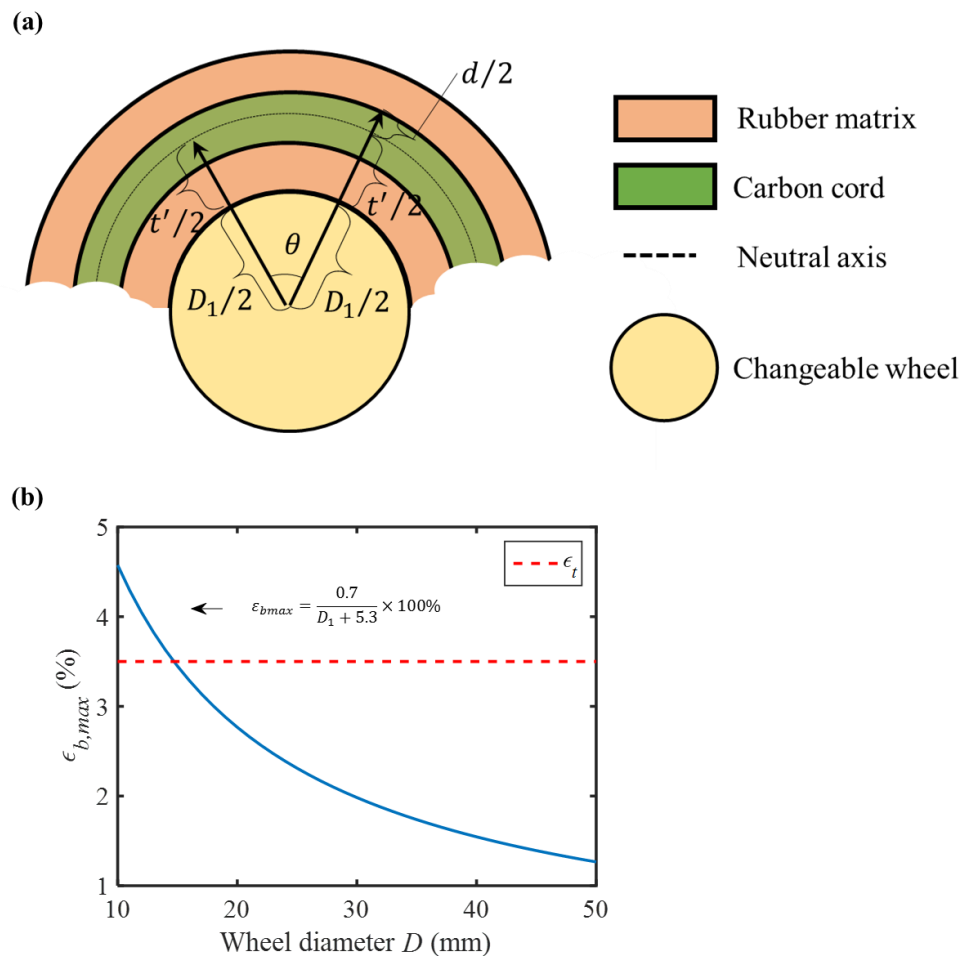 (a)
d/2
t′/2
t′/2
θ
D₁/2
D₁/2
Rubber matrix
Carbon cord
Neutral axis
Changeable wheel
(b)
5
4
3
2
1
ϵ_b,max (%)
ε_bmax = 0.7 / (D₁ + 5.3) × 100%
ϵ_t
10 20 30 40 50
Wheel diameter D (mm)